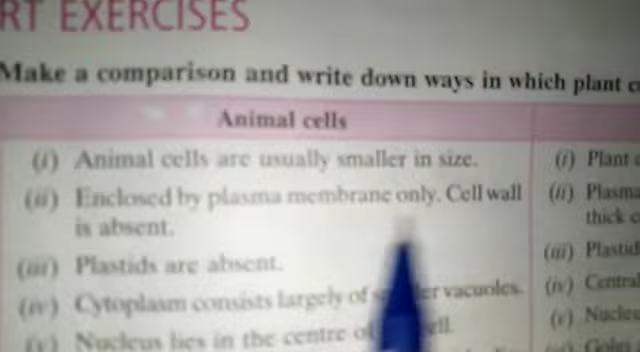 RT EXERCISES
Make a comparison and write down ways in which plant
Animal cells
(i) Animal cells are usually smaller in size.
(i) Plant
(ii) Enclosed by plasma membrane only. Cell wall
is absent.
(ii) Plasma
thick
(iii) Plastids are absent.
(iii) Plastid
(iv) Cytoplasm consists largely of vacuoles.
(iv) Central
(v) Nucleus lies in the centre of
(v) Nucleu
Golgi